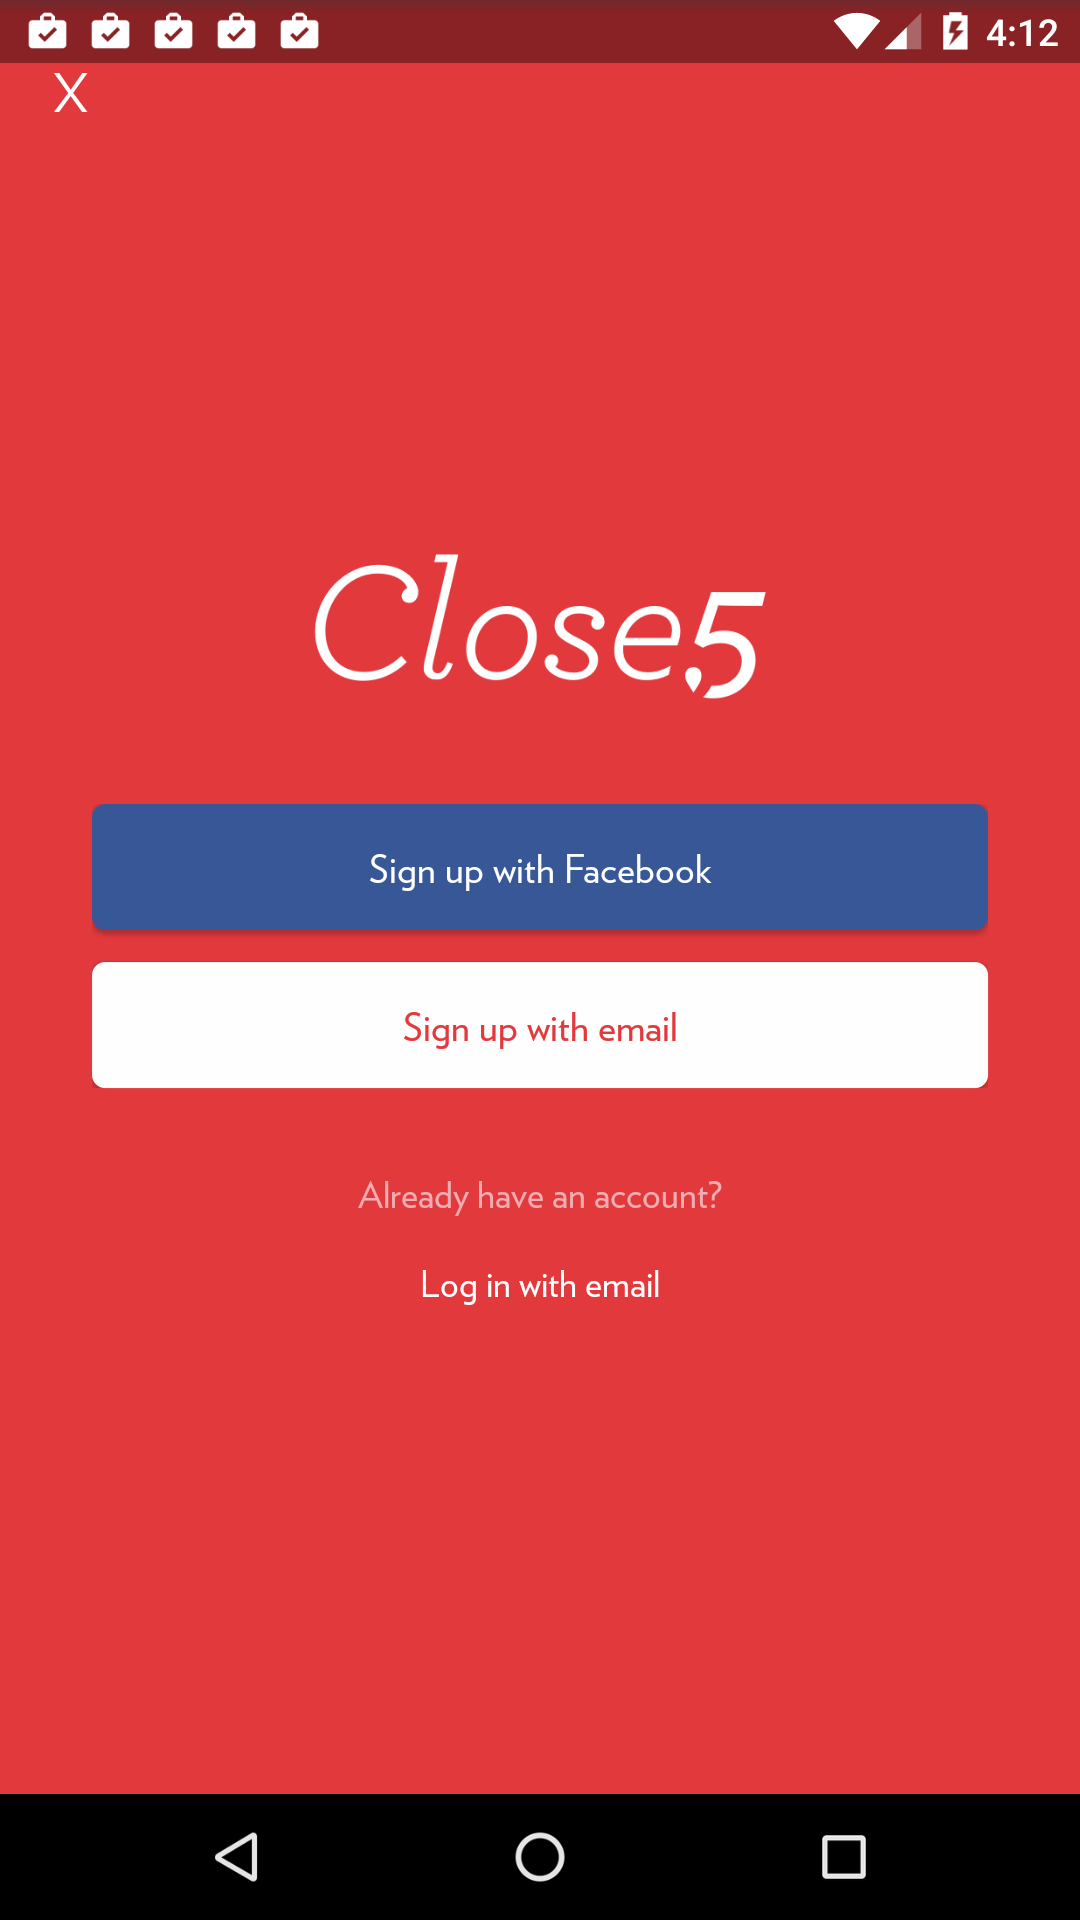 4:12
X
Close5
Sign up with Facebook
Sign up with email
Already have an account?
Log in with email